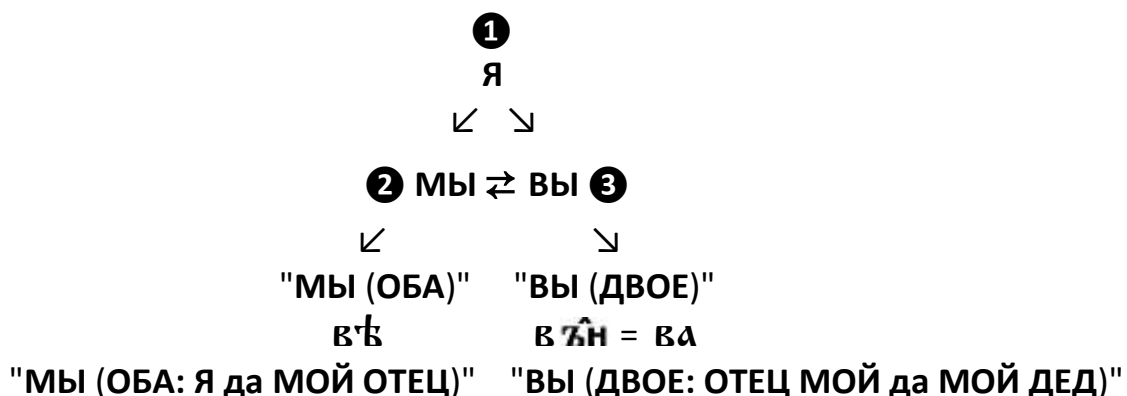 ❶
Я
↙ ↘
❷ МЫ ⇄ ВЫ ❸
↙ ↘
"МЫ (ОБА)" "ВЫ (ДВОЕ)"
вѣ в ꙑ̂ = ва
"МЫ (ОБА: Я да МОЙ ОТЕЦ)" "ВЫ (ДВОЕ: ОТЕЦ МОЙ да МОЙ ДЕД)"